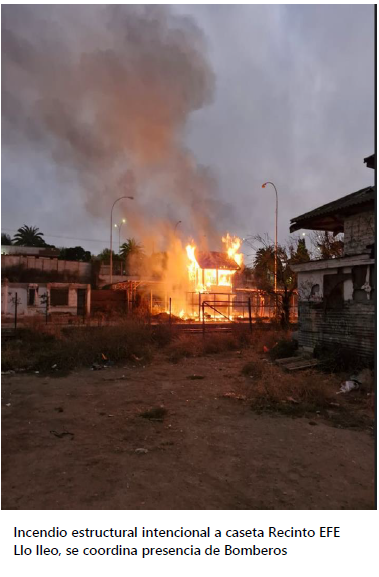 Incendio estructural intencional a caseta Recinto EFE
Llo lleo, se coordina presencia de Bomberos